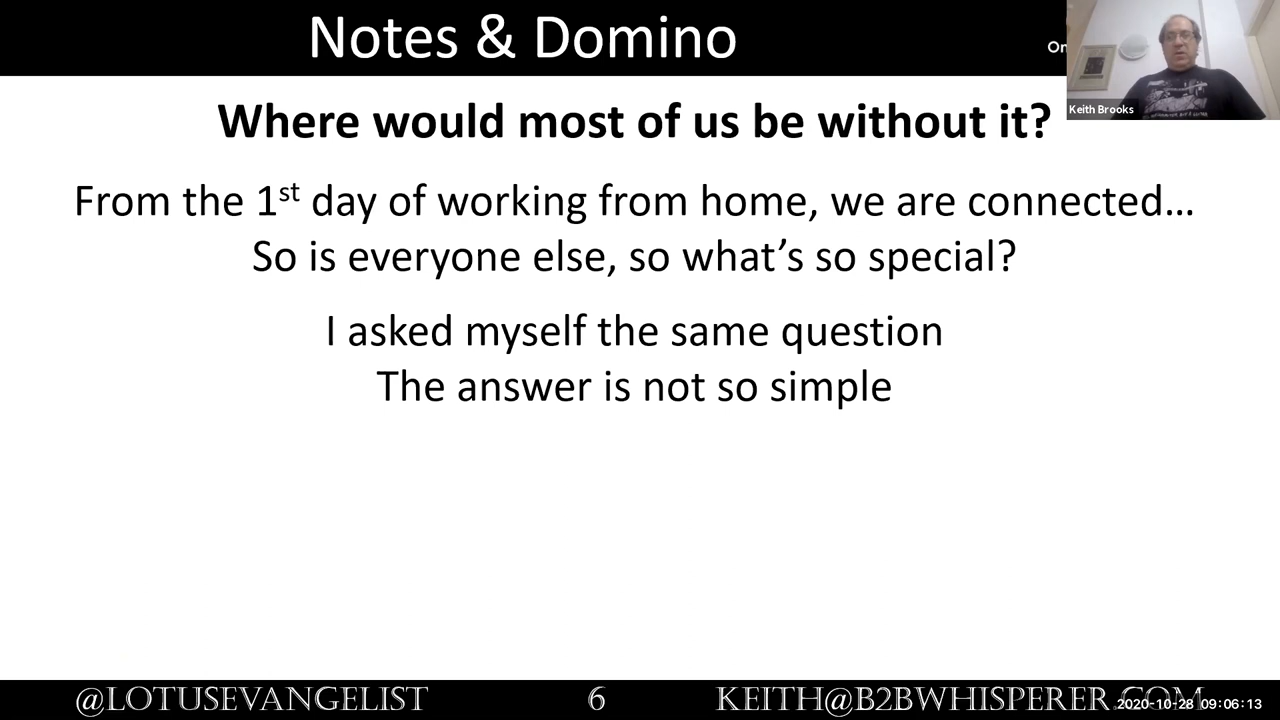 Notes & Domino
On
Keith Brooks
Where would most of us be without it?
From the 1st day of working from home, we are connected…
So is everyone else, so what’s so special?
I asked myself the same question
The answer is not so simple
@LOTUSEVANGELIST 6 KEITH@B2BWHISPERER.COM
2020-10-28 09:06:13